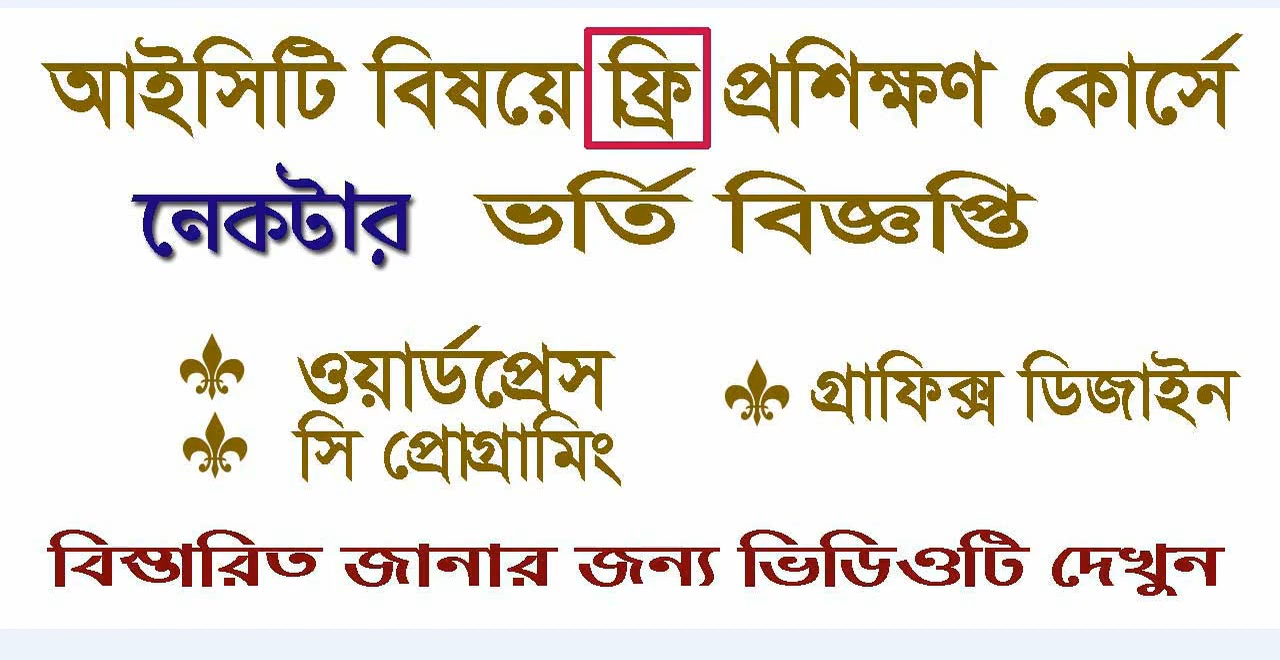 আইসিটি বিষয়ে ফ্রি প্রশিক্ষণ কোর্সে
নেকটার ভর্তি বিজ্ঞপ্তি
ওয়ার্ডপ্রেস
গ্রাফিক্স ডিজাইন
সি প্রোগ্রামিং
বিস্তারিত জানার জন্য ভিডিওটি দেখুন